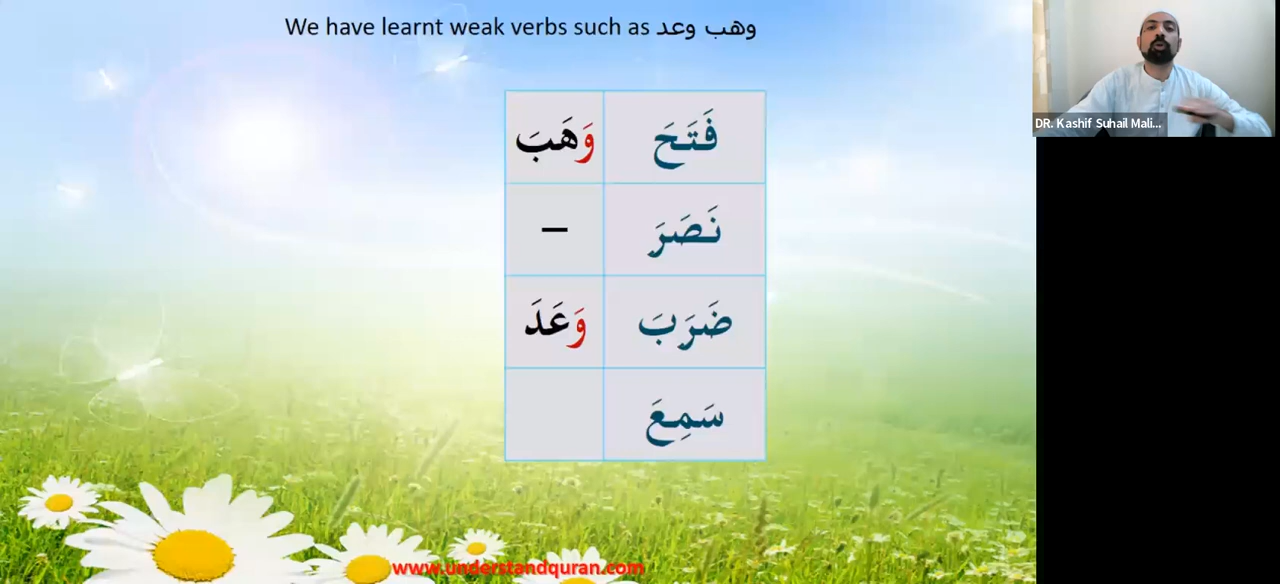 We have learnt weak verbs such as وهب وعد
DR. Kashif Suhail Mali...
فَتَحَ وَهَبَ
نَصَرَ –
ضَرَبَ وَعَدَ
سَمِعَ
www.understandquran.com